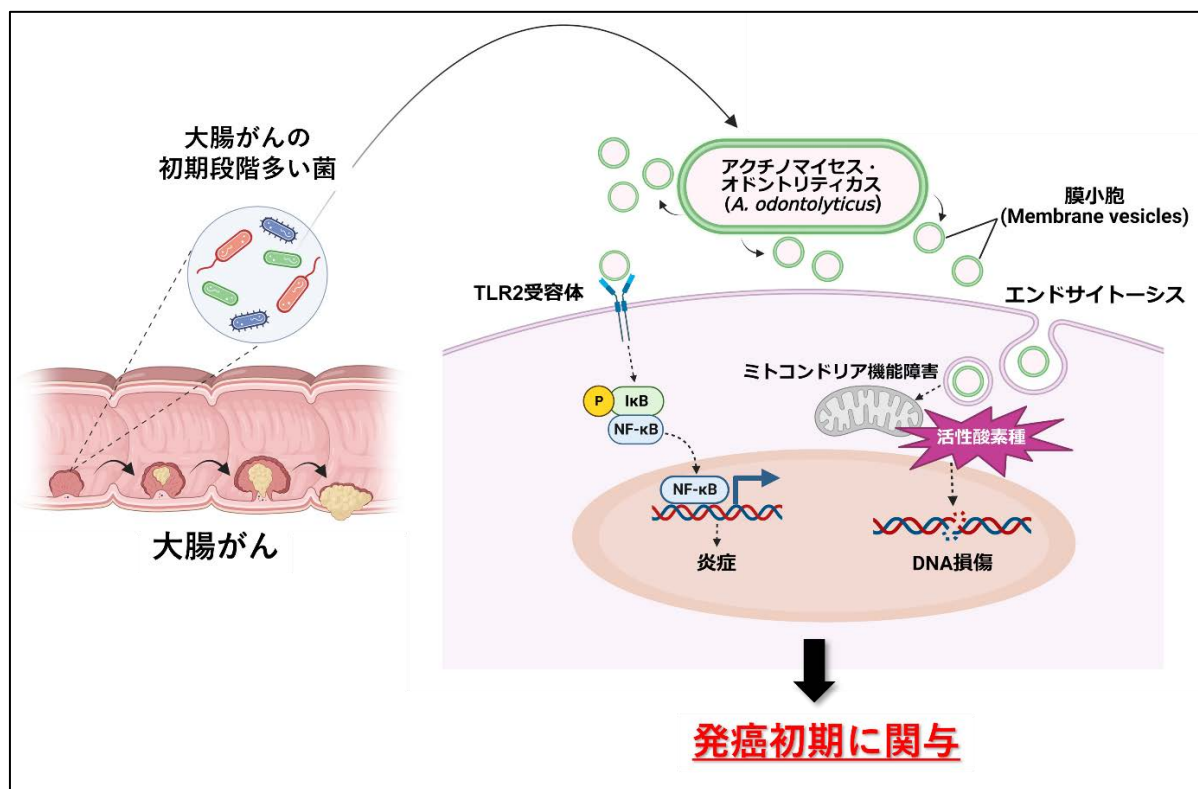 大腸がんの
初期段階多い菌
大腸がん
アクチノマイセス・
オドントリティカス
(A. odontolyticus)
膜小胞
(Membrane vesicles)
TLR2受容体
エンドサイトーシス
ミトコンドリア機能障害
P
IκB
NF-κB
活性酸素種
NF-κB
炎症
DNA損傷
発癌初期に関与